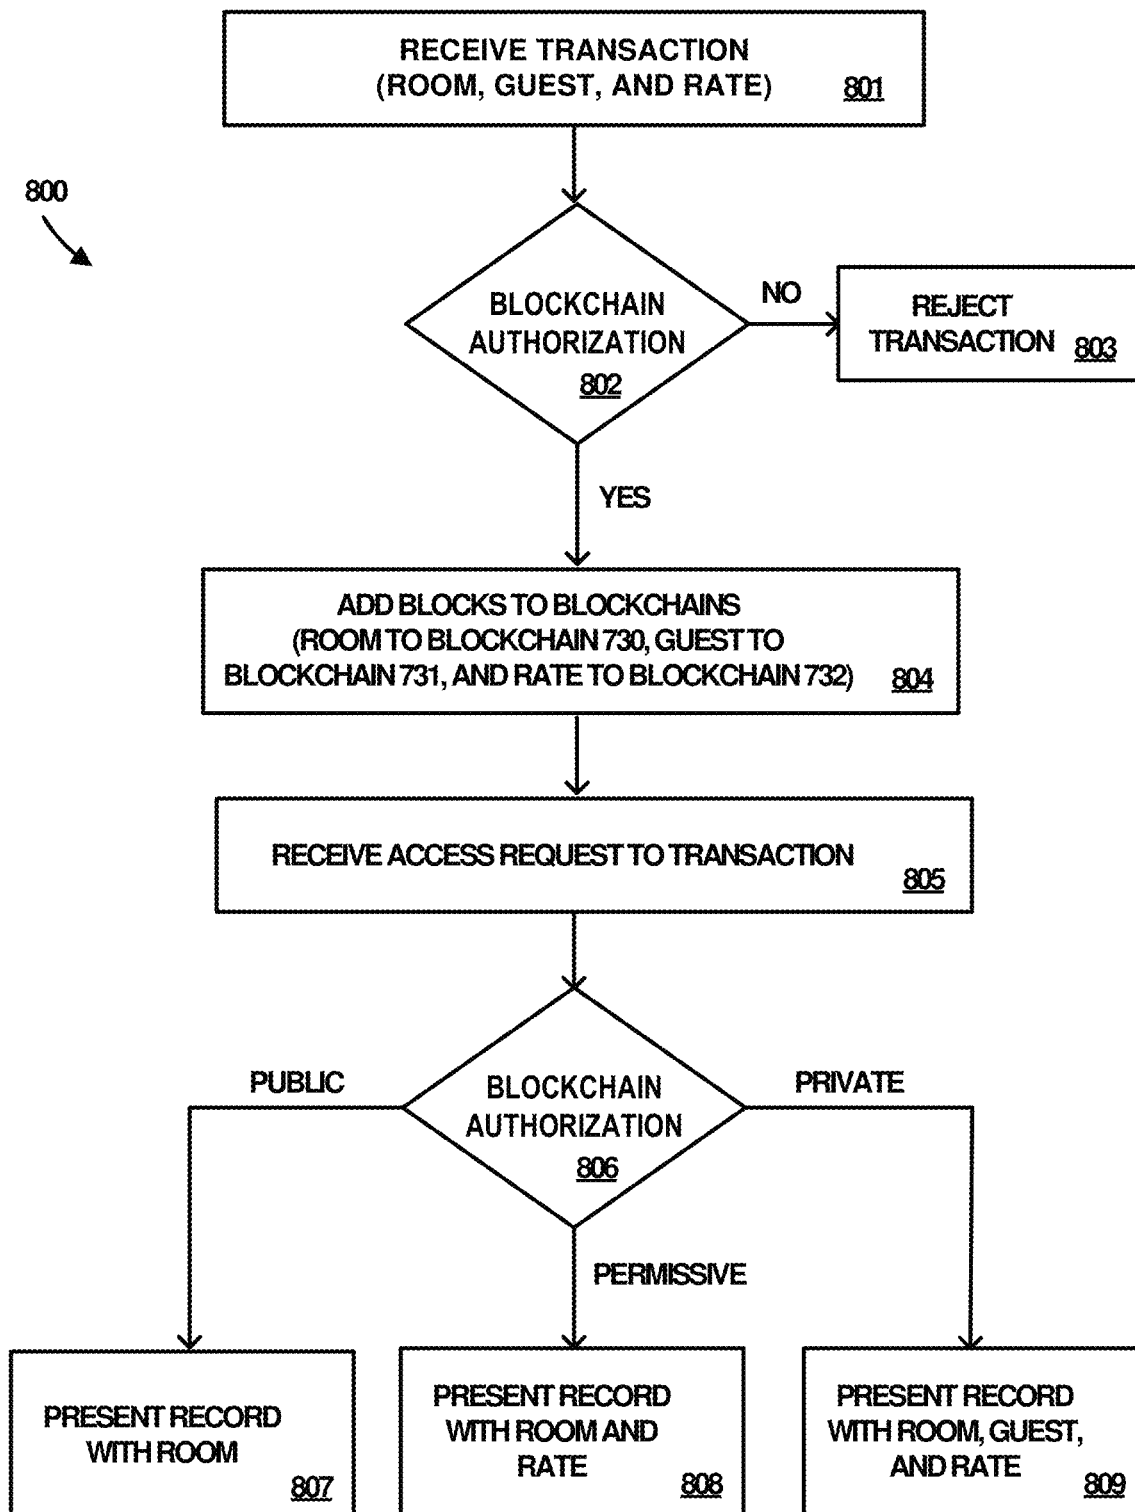 RECEIVE TRANSACTION
(ROOM, GUEST, AND RATE) 801
800
BLOCKCHAIN
AUTHORIZATION
802
NO
REJECT
TRANSACTION 803
YES
ADD BLOCKS TO BLOCKCHAINS
(ROOM TO BLOCKCHAIN 730, GUEST TO
BLOCKCHAIN 731, AND RATE TO BLOCKCHAIN 732) 804
RECEIVE ACCESS REQUEST TO TRANSACTION
805
PUBLIC
BLOCKCHAIN
AUTHORIZATION
806
PRIVATE
PERMISSIVE
PRESENT RECORD
WITH ROOM
807
PRESENT RECORD
WITH ROOM AND
RATE
808
PRESENT RECORD
WITH ROOM, GUEST,
AND RATE
809